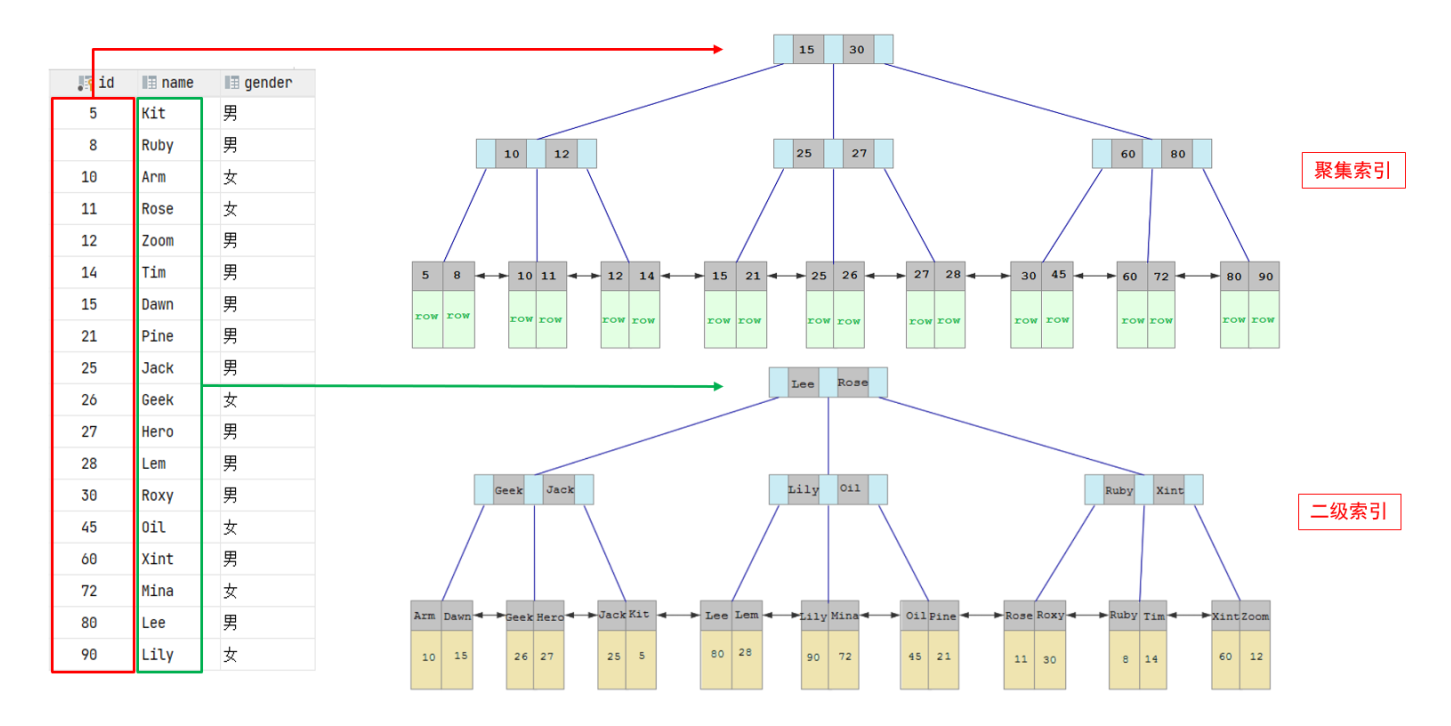 id name gender
5 Kit 男
8 Ruby 男
10 Arm 女
11 Rose 女
12 Zoom 男
14 Tim 男
15 Dawn 男
21 Pine 男
25 Jack 男
26 Geek 女
27 Hero 男
28 Lem 男
30 Roxy 男
45 Oil 女
60 Xint 男
72 Mina 女
80 Lee 男
90 Lily 女
15 30
10 12 25 27 60 80
聚集索引
5 8 10 11 12 14 15 21 25 26 27 28 30 45 60 72 80 90
row row row row row row row row row row row row row row row row row row
Lee Rose
Geek Jack Lily Oil Ruby Xint
二级索引
Arm Dawn Geek Hero Jack Kit Lee Lem Lily Mina Oil Pine Rose Roxy Ruby Tim Xint Zoom
10 15 26 27 25 5 80 28 90 72 45 21 11 30 8 14 60 12